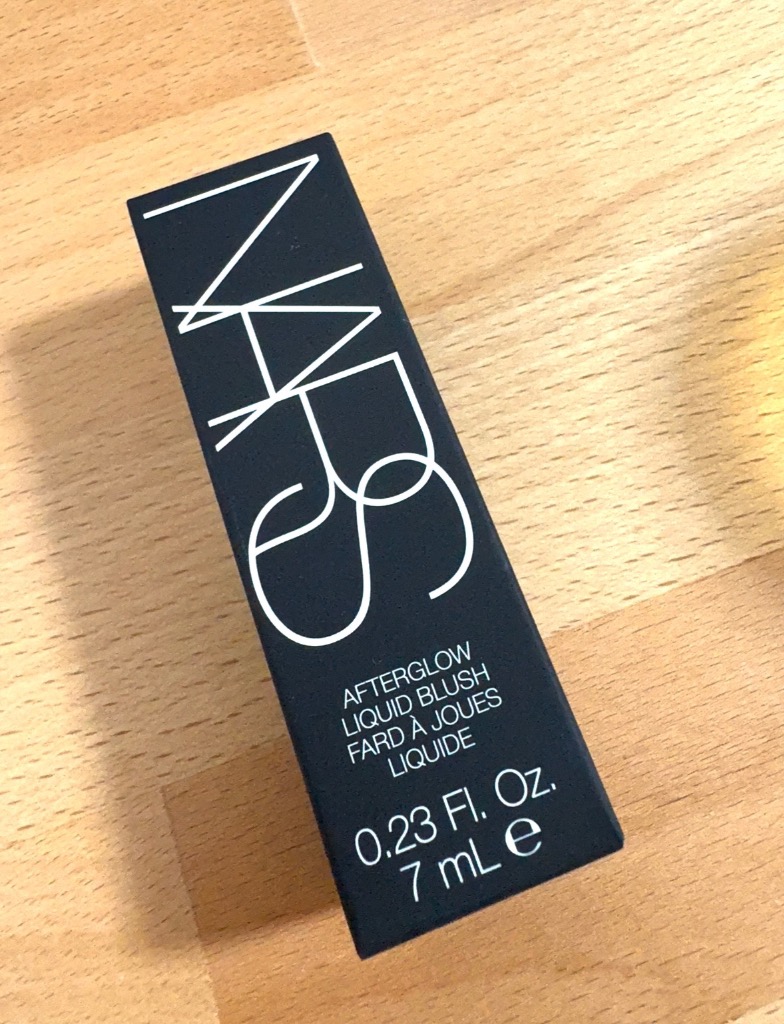 NARS
AFTERGLOW
LIQUID BLUSH
FARD À JOUES
LIQUIDE
0.23 Fl. Oz.
7 mL ℮